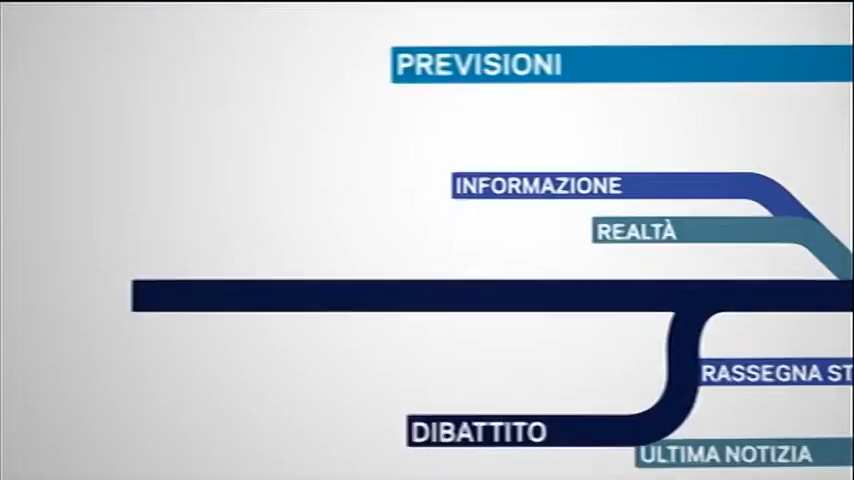 PREVISIONI
INFORMAZIONE
REALTÀ
RASSEGNA ST
DIBATTITO
ULTIMA NOTIZIA